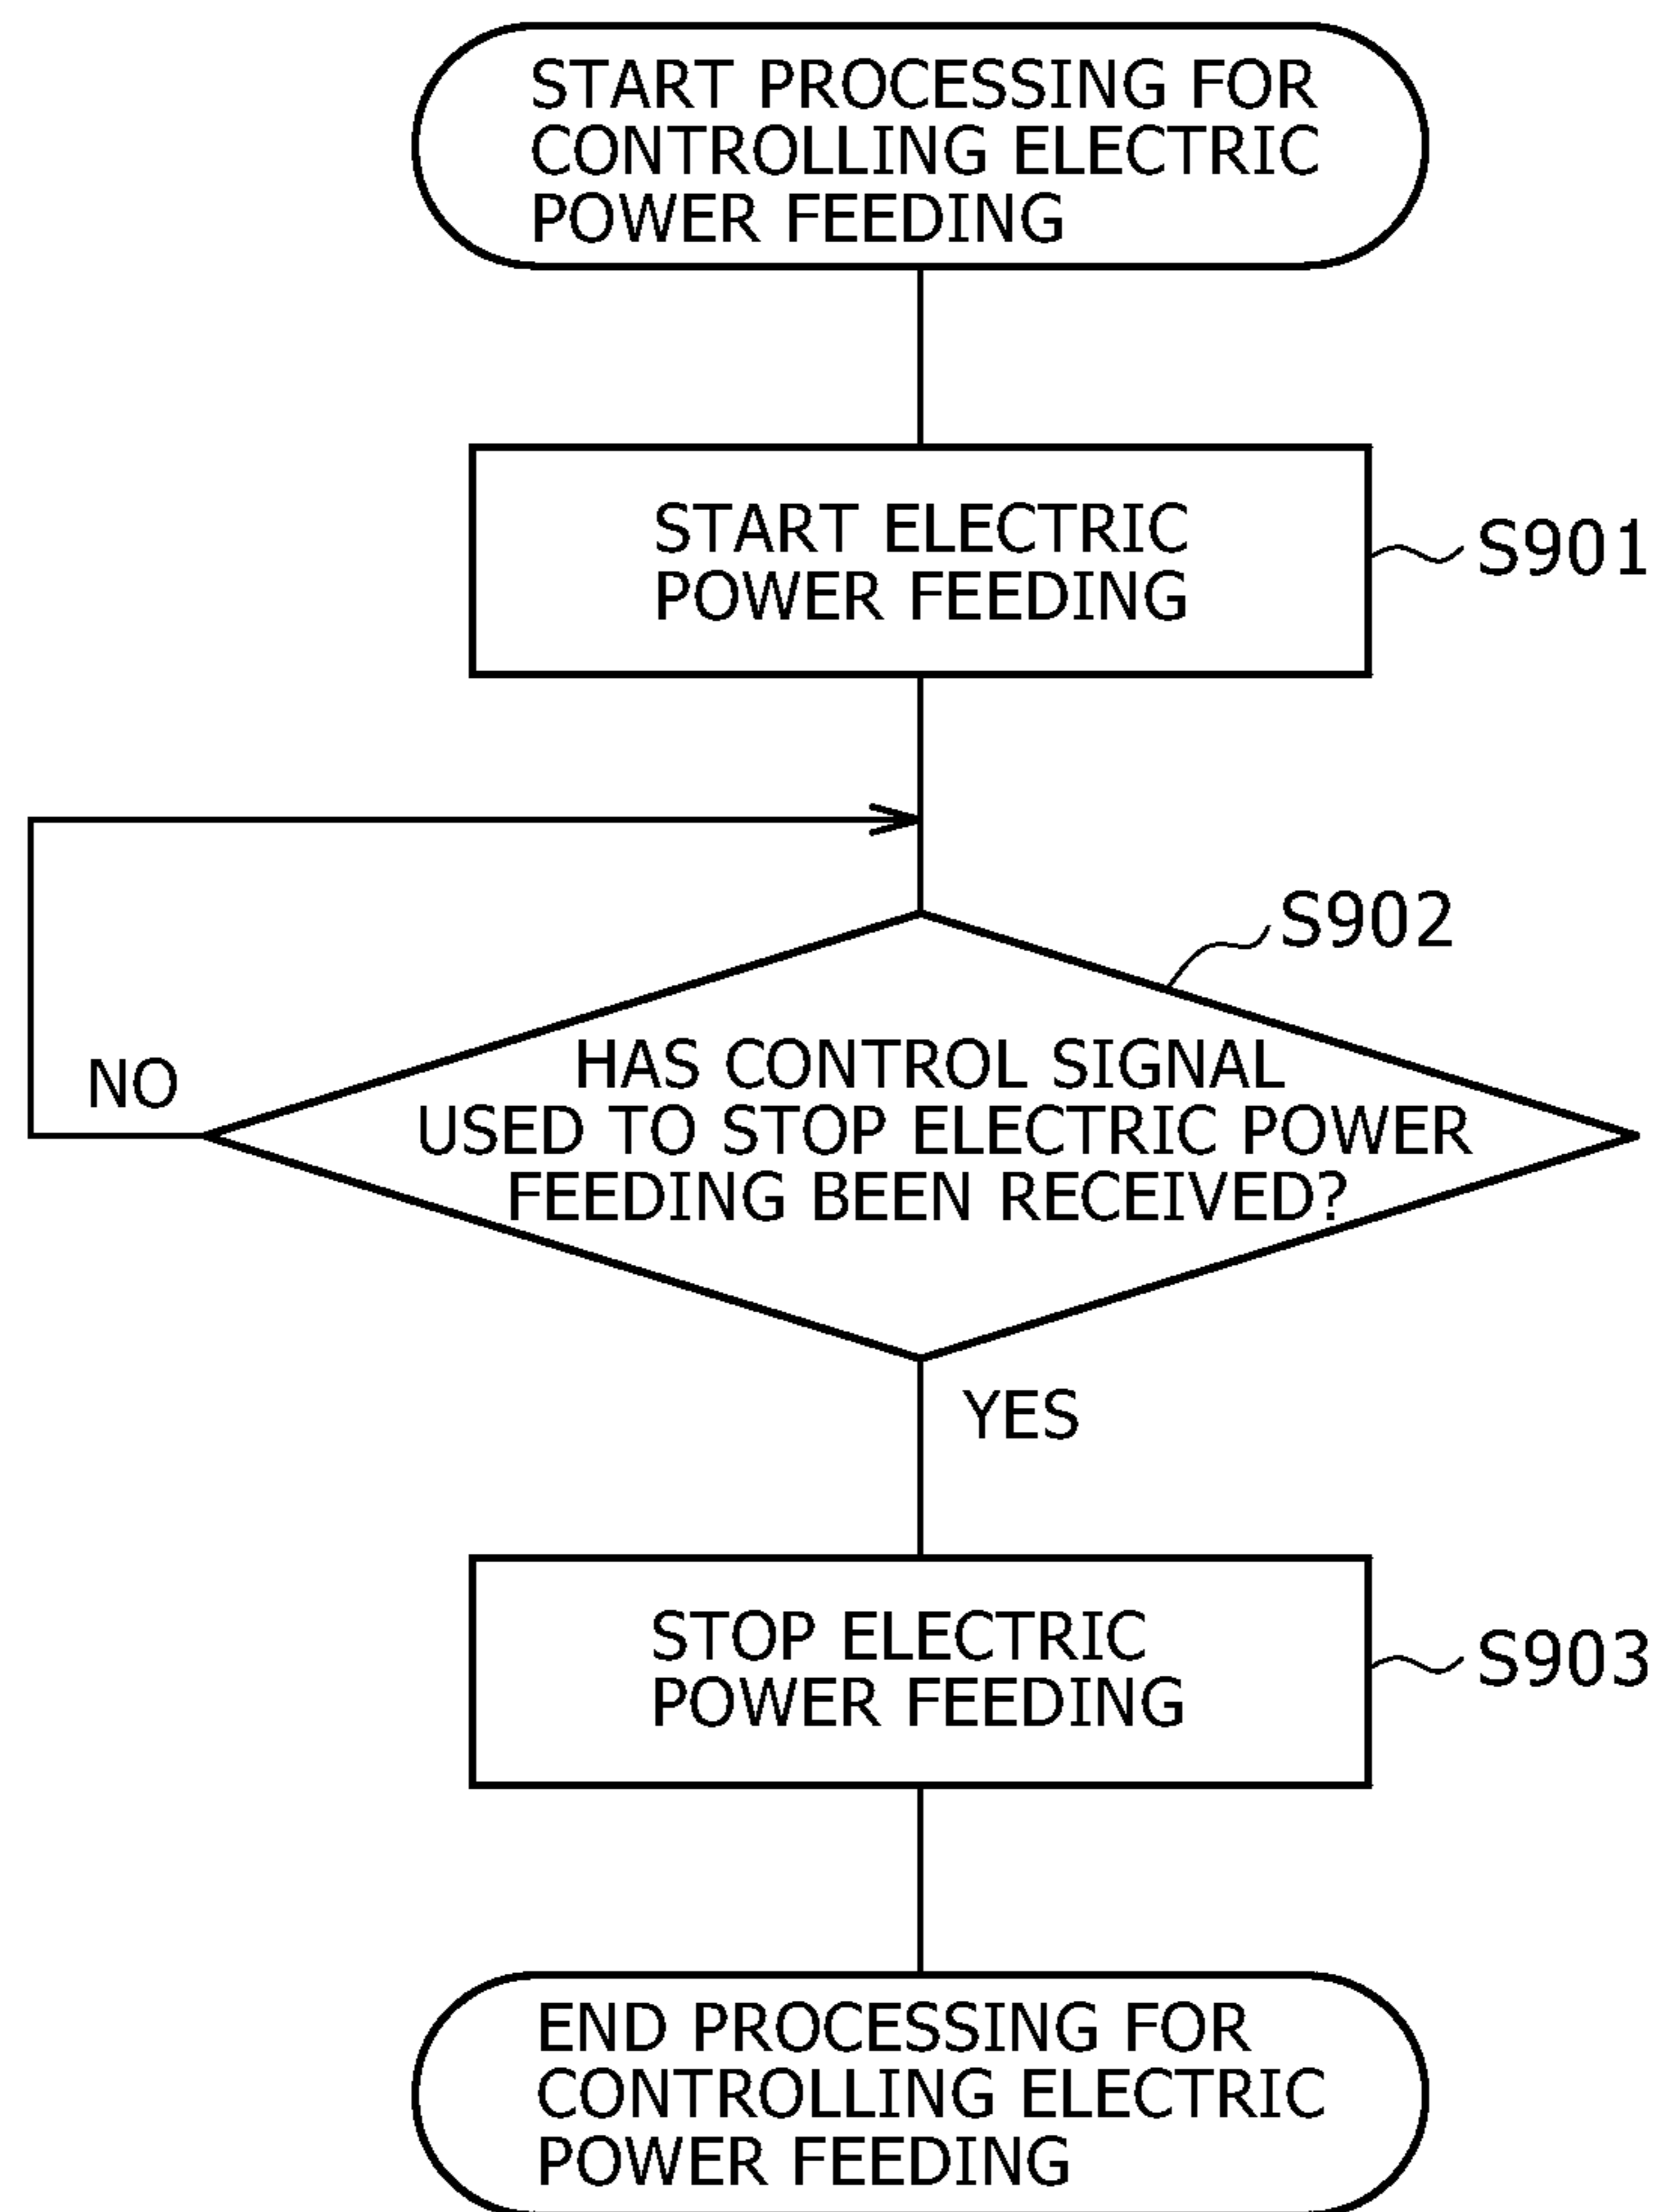 START PROCESSING FOR
CONTROLLING ELECTRIC
POWER FEEDING
START ELECTRIC
POWER FEEDING
S901
S902
HAS CONTROL SIGNAL
USED TO STOP ELECTRIC POWER
FEEDING BEEN RECEIVED?
NO
YES
STOP ELECTRIC
POWER FEEDING
S903
END PROCESSING FOR
CONTROLLING ELECTRIC
POWER FEEDING